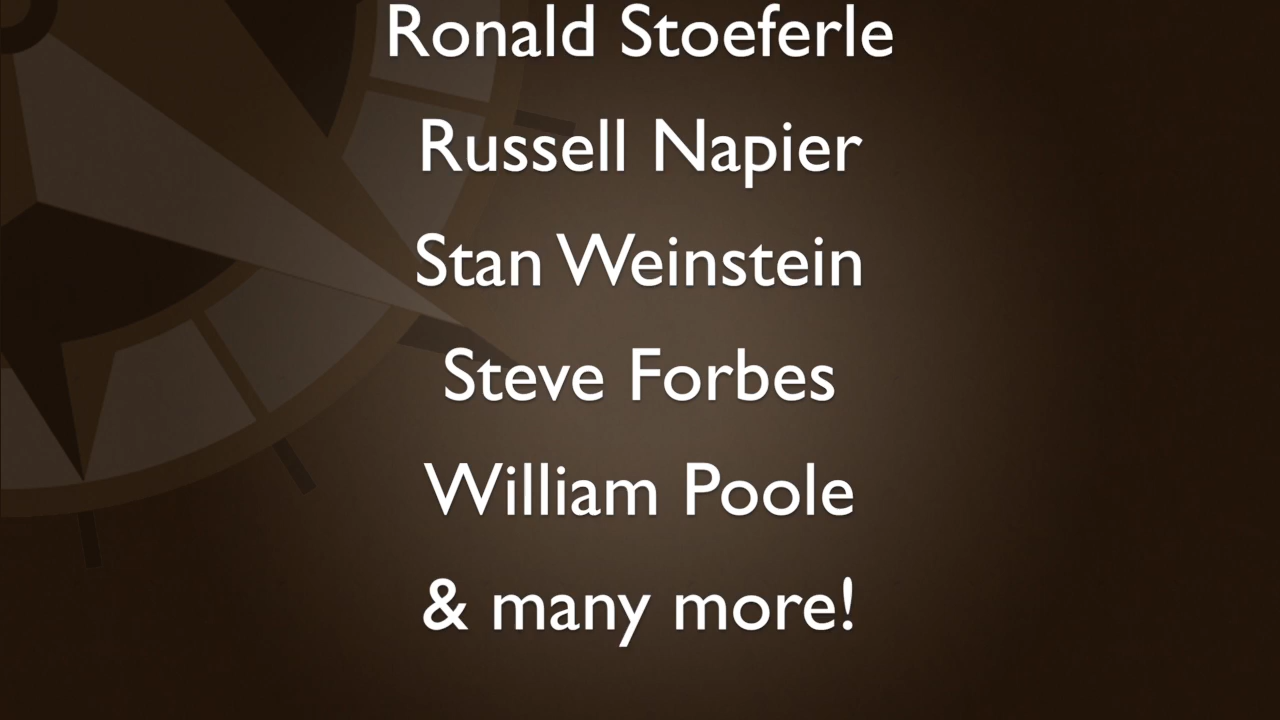 Ronald Stoeferle
Russell Napier
Stan Weinstein
Steve Forbes
William Poole
& many more!